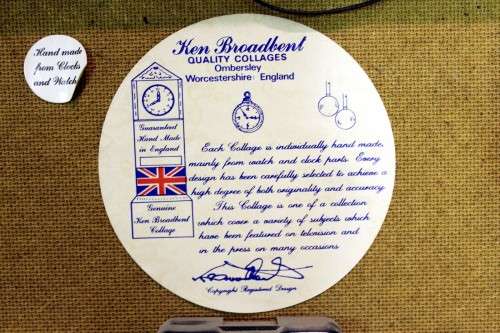 Hand made
from Clocks
and Watch
Ken Broadbent
QUALITY COLLAGES
Ombersley
Worcestershire England
Guaranteed
Hand Made
in England
Genuine
Ken Broadbent
Collage
Each Collage is individually hand made,
mainly from watch and clock parts. Every
design has been carefully selected to achieve a
high degree of both originality and accuracy.
This Collage is one of a collection
which cover a variety of subjects which
have been featured on television and
in the press on many occasions
Copyright Registered Design